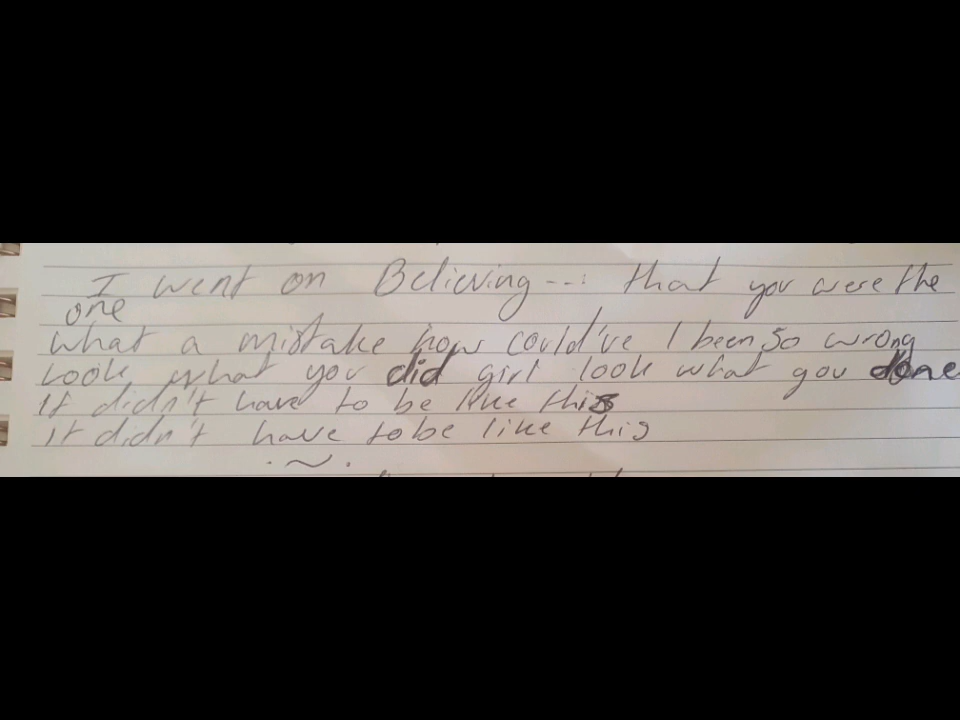 I went on Believing...: that you were the
one
what a mistake how could've I been so wrong
Look what you did girl look what you done
It didn't have to be like this
It didn't have to be like this
.~.